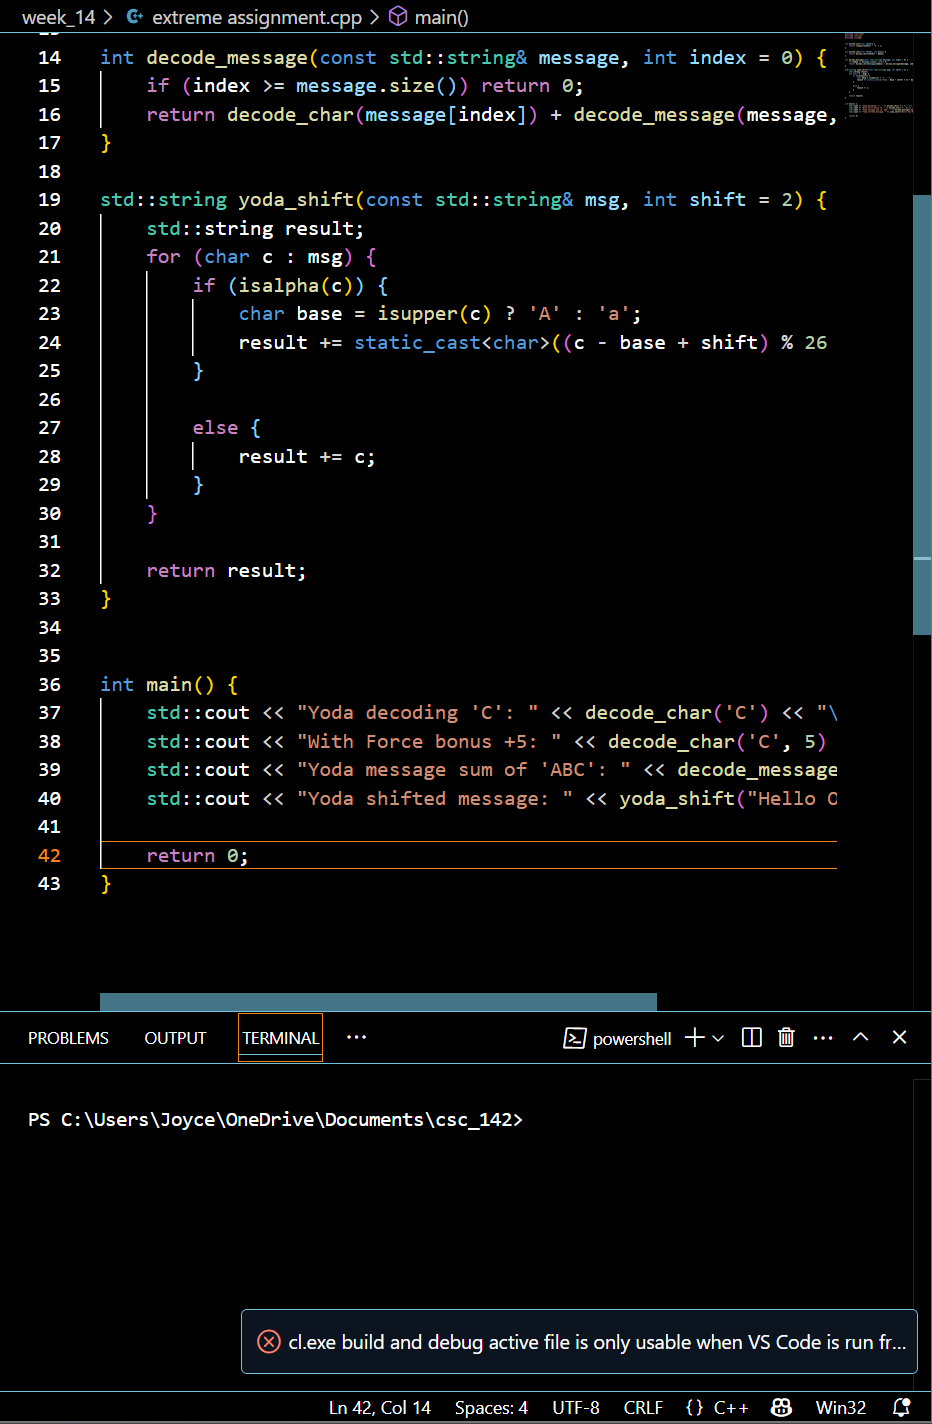 week_14 > extreme assignment.cpp > main()
14 int decode_message(const std::string& message, int index = 0) {
15 if (index >= message.size()) return 0;
16 return decode_char(message[index]) + decode_message(message,
17 }
18
19 std::string yoda_shift(const std::string& msg, int shift = 2) {
20 std::string result;
21 for (char c : msg) {
22 if (isalpha(c)) {
23 char base = isupper(c) ? 'A' : 'a';
24 result += static_cast<char>((c - base + shift) % 26
25 }
26
27 else {
28 result += c;
29 }
30 }
31
32 return result;
33 }
34
35
36 int main() {
37 std::cout << "Yoda decoding 'C': " << decode_char('C') << "\
38 std::cout << "With Force bonus +5: " << decode_char('C', 5)
39 std::cout << "Yoda message sum of 'ABC': " << decode_message
40 std::cout << "Yoda shifted message: " << yoda_shift("Hello O
41
42 return 0;
43 }
PROBLEMS OUTPUT TERMINAL ··· powershell ···
PS C:\Users\Joyce\OneDrive\Documents\csc_142>
cl.exe build and debug active file is only usable when VS Code is run fr...
Ln 42, Col 14 Spaces: 4 UTF-8 CRLF {} C++ Win32